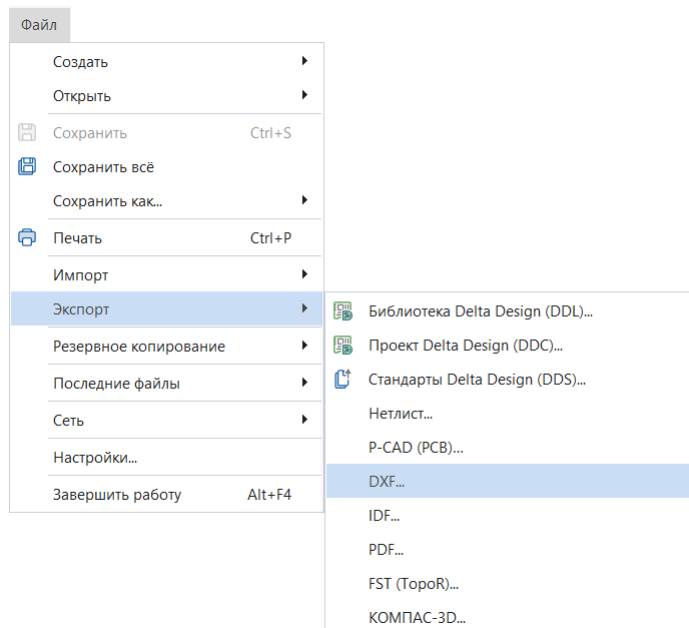 Файл
Создать
Открыть
Сохранить Ctrl+S
Сохранить всё
Сохранить как...
Печать Ctrl+P
Импорт
Экспорт
Резервное копирование
Последние файлы
Сеть
Настройки...
Завершить работу Alt+F4
Библиотека Delta Design (DDL)...
Проект Delta Design (DDC)...
Стандарты Delta Design (DDS)...
Нетлист...
P-CAD (PCB)...
DXF...
IDF...
PDF...
FST (TopoR)...
КОМПАС-3D...